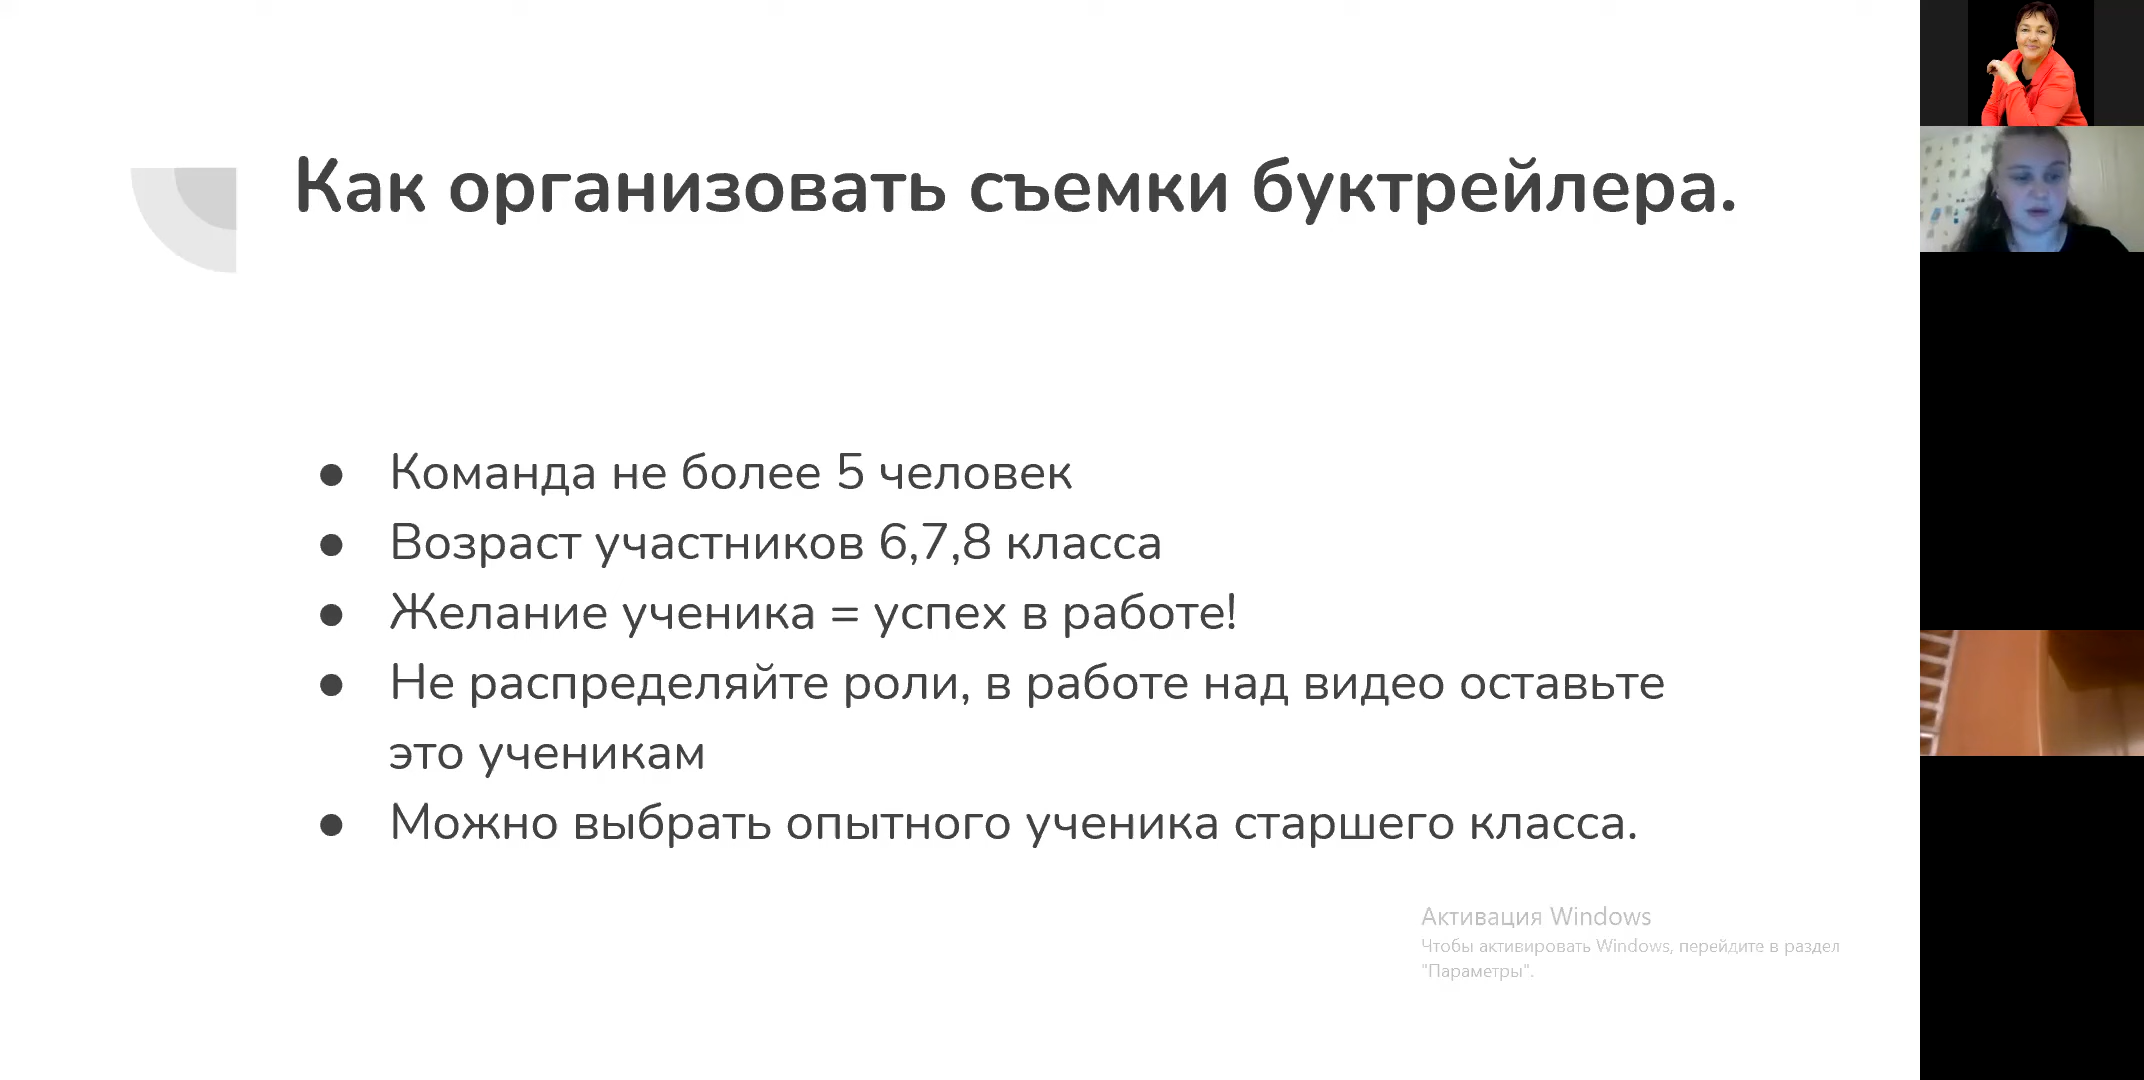 Как организовать съемки буктрейлера.
● Команда не более 5 человек
● Возраст участников 6,7,8 класса
● Желание ученика = успех в работе!
● Не распределяйте роли, в работе над видео оставьте
это ученикам
● Можно выбрать опытного ученика старшего класса.
Активация Windows
Чтобы активировать Windows, перейдите в раздел
"Параметры".